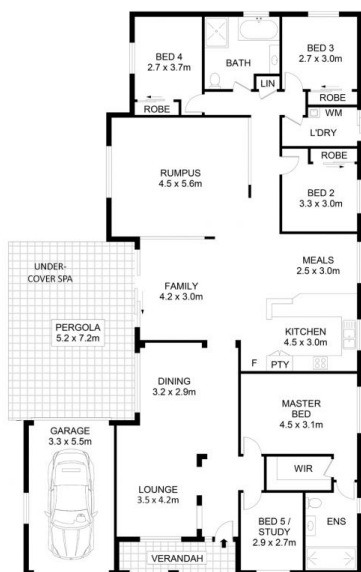 BED 4
2.7 x 3.7m
ROBE
BATH
LIN
BED 3
2.7 x 3.0m
ROBE
WM
L'DRY
RUMPUS
4.5 x 5.6m
ROBE
BED 2
3.3 x 3.0m
UNDER-
COVER SPA
PERGOLA
5.2 x 7.2m
FAMILY
4.2 x 3.0m
MEALS
2.5 x 3.0m
KITCHEN
4.5 x 3.0m
F
PTY
DINING
3.2 x 2.9m
MASTER
BED
4.5 x 3.1m
GARAGE
3.3 x 5.5m
WIR
LOUNGE
3.5 x 4.2m
BED 5 /
STUDY
2.9 x 2.7m
ENS
VERANDAH